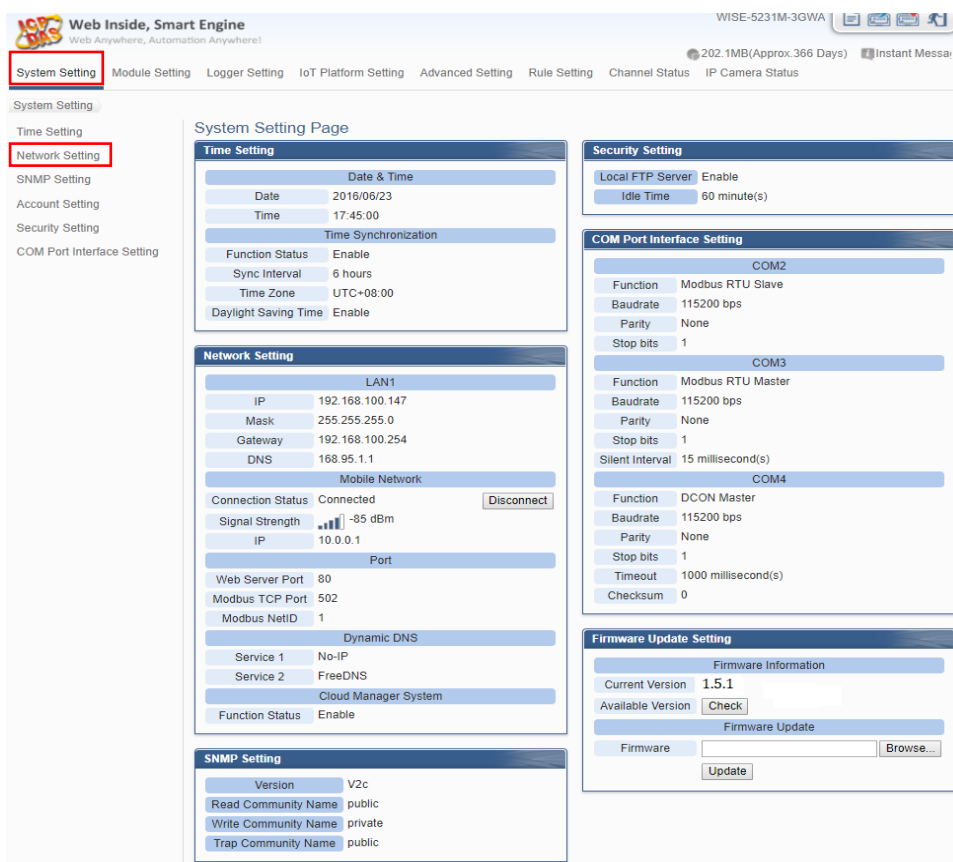 ICP DAS
Web Inside, Smart Engine
Web Anywhere, Automation Anywhere!
WISE-5231M-3GWA
202.1MB(Approx.366 Days) Instant Messa
System Setting Module Setting Logger Setting IoT Platform Setting Advanced Setting Rule Setting Channel Status IP Camera Status
System Setting
Time Setting
Network Setting
SNMP Setting
Account Setting
Security Setting
COM Port Interface Setting
System Setting Page
Time Setting
Date & Time
Date 2016/06/23
Time 17:45:00
Time Synchronization
Function Status Enable
Sync Interval 6 hours
Time Zone UTC+08:00
Daylight Saving Time Enable
Network Setting
LAN1
IP 192.168.100.147
Mask 255.255.255.0
Gateway 192.168.100.254
DNS 168.95.1.1
Mobile Network
Connection Status Connected Disconnect
Signal Strength -85 dBm
IP 10.0.0.1
Port
Web Server Port 80
Modbus TCP Port 502
Modbus NetID 1
Dynamic DNS
Service 1 No-IP
Service 2 FreeDNS
Cloud Manager System
Function Status Enable
SNMP Setting
Version V2c
Read Community Name public
Write Community Name private
Trap Community Name public
Security Setting
Local FTP Server Enable
Idle Time 60 minute(s)
COM Port Interface Setting
COM2
Function Modbus RTU Slave
Baudrate 115200 bps
Parity None
Stop bits 1
COM3
Function Modbus RTU Master
Baudrate 115200 bps
Parity None
Stop bits 1
Silent Interval 15 millisecond(s)
COM4
Function DCON Master
Baudrate 115200 bps
Parity None
Stop bits 1
Timeout 1000 millisecond(s)
Checksum 0
Firmware Update Setting
Firmware Information
Current Version 1.5.1
Available Version Check
Firmware Update
Firmware Browse...
Update